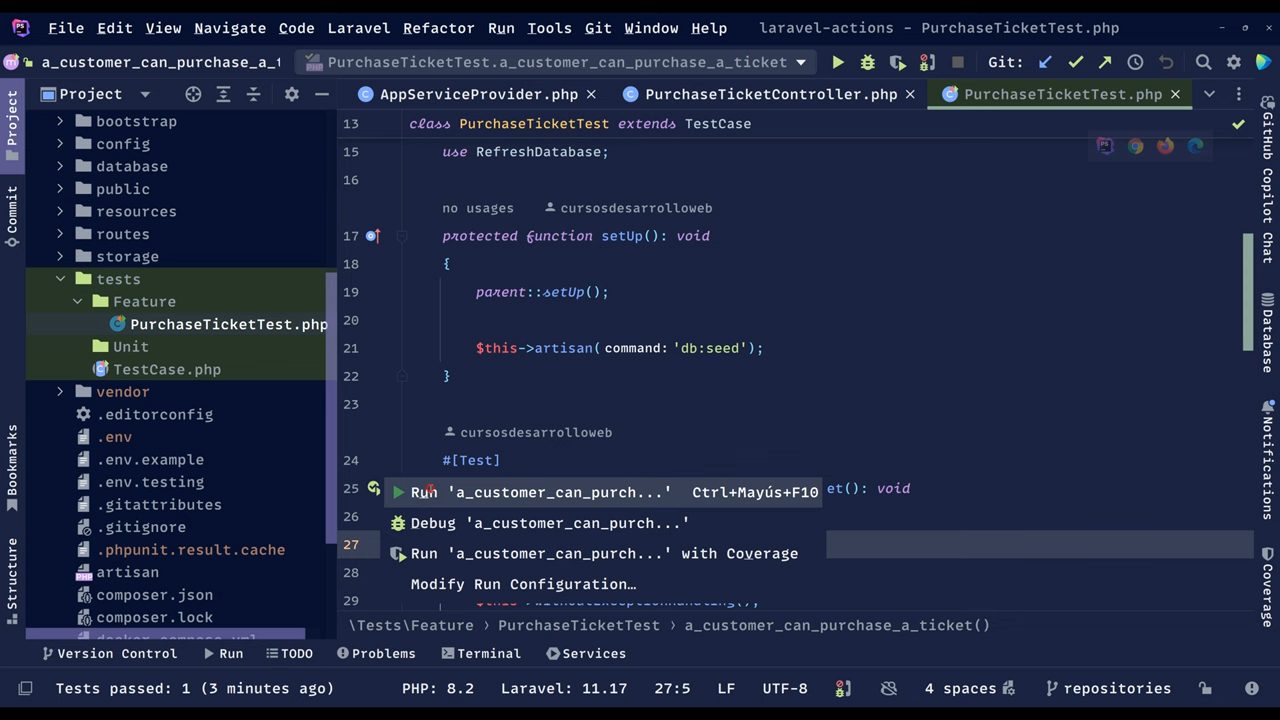 File Edit View Navigate Code Laravel Refactor Run Tools Git Window Help laravel-actions - PurchaseTicketTest.php
a_customer_can_purchase_a_t PurchaseTicketTest.a_customer_can_purchase_a_ticket Git:
Project AppServiceProvider.php PurchaseTicketController.php PurchaseTicketTest.php
Project
Commit
Bookmarks
Structure
bootstrap
config
database
public
resources
routes
storage
tests
Feature
PurchaseTicketTest.php
Unit
TestCase.php
vendor
.editorconfig
.env
.env.example
.env.testing
.gitattributes
.gitignore
.phpunit.result.cache
artisan
composer.json
composer.lock
docker-compose.yml
13 class PurchaseTicketTest extends TestCase
15 use RefreshDatabase;
16
no usages cursosdesarrolloweb
17 protected function setUp(): void
18 {
19 parent::setUp();
20
21 $this->artisan( command: 'db:seed');
22 }
23
cursosdesarrolloweb
24 #[Test]
25 et(): void
26
27
28
29 $this->withoutExceptionHandling();
Run 'a_customer_can_purch...' Ctrl+Mayús+F10
Debug 'a_customer_can_purch...'
Run 'a_customer_can_purch...' with Coverage
Modify Run Configuration…
\Tests\Feature › PurchaseTicketTest › a_customer_can_purchase_a_ticket()
GitHub Copilot Chat
Database
Notifications
Coverage
Version Control Run TODO Problems Terminal Services
Tests passed: 1 (3 minutes ago) PHP: 8.2 Laravel: 11.17 27:5 LF UTF-8 4 spaces repositories